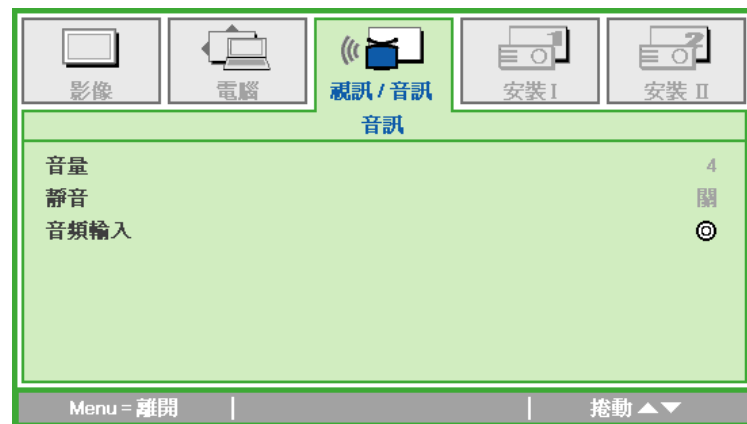 影像 電腦 視訊 / 音訊 安裝 I 安裝 II
音訊
音量 4
靜音 關
音頻輸入
Menu = 離開 捲動▲▼